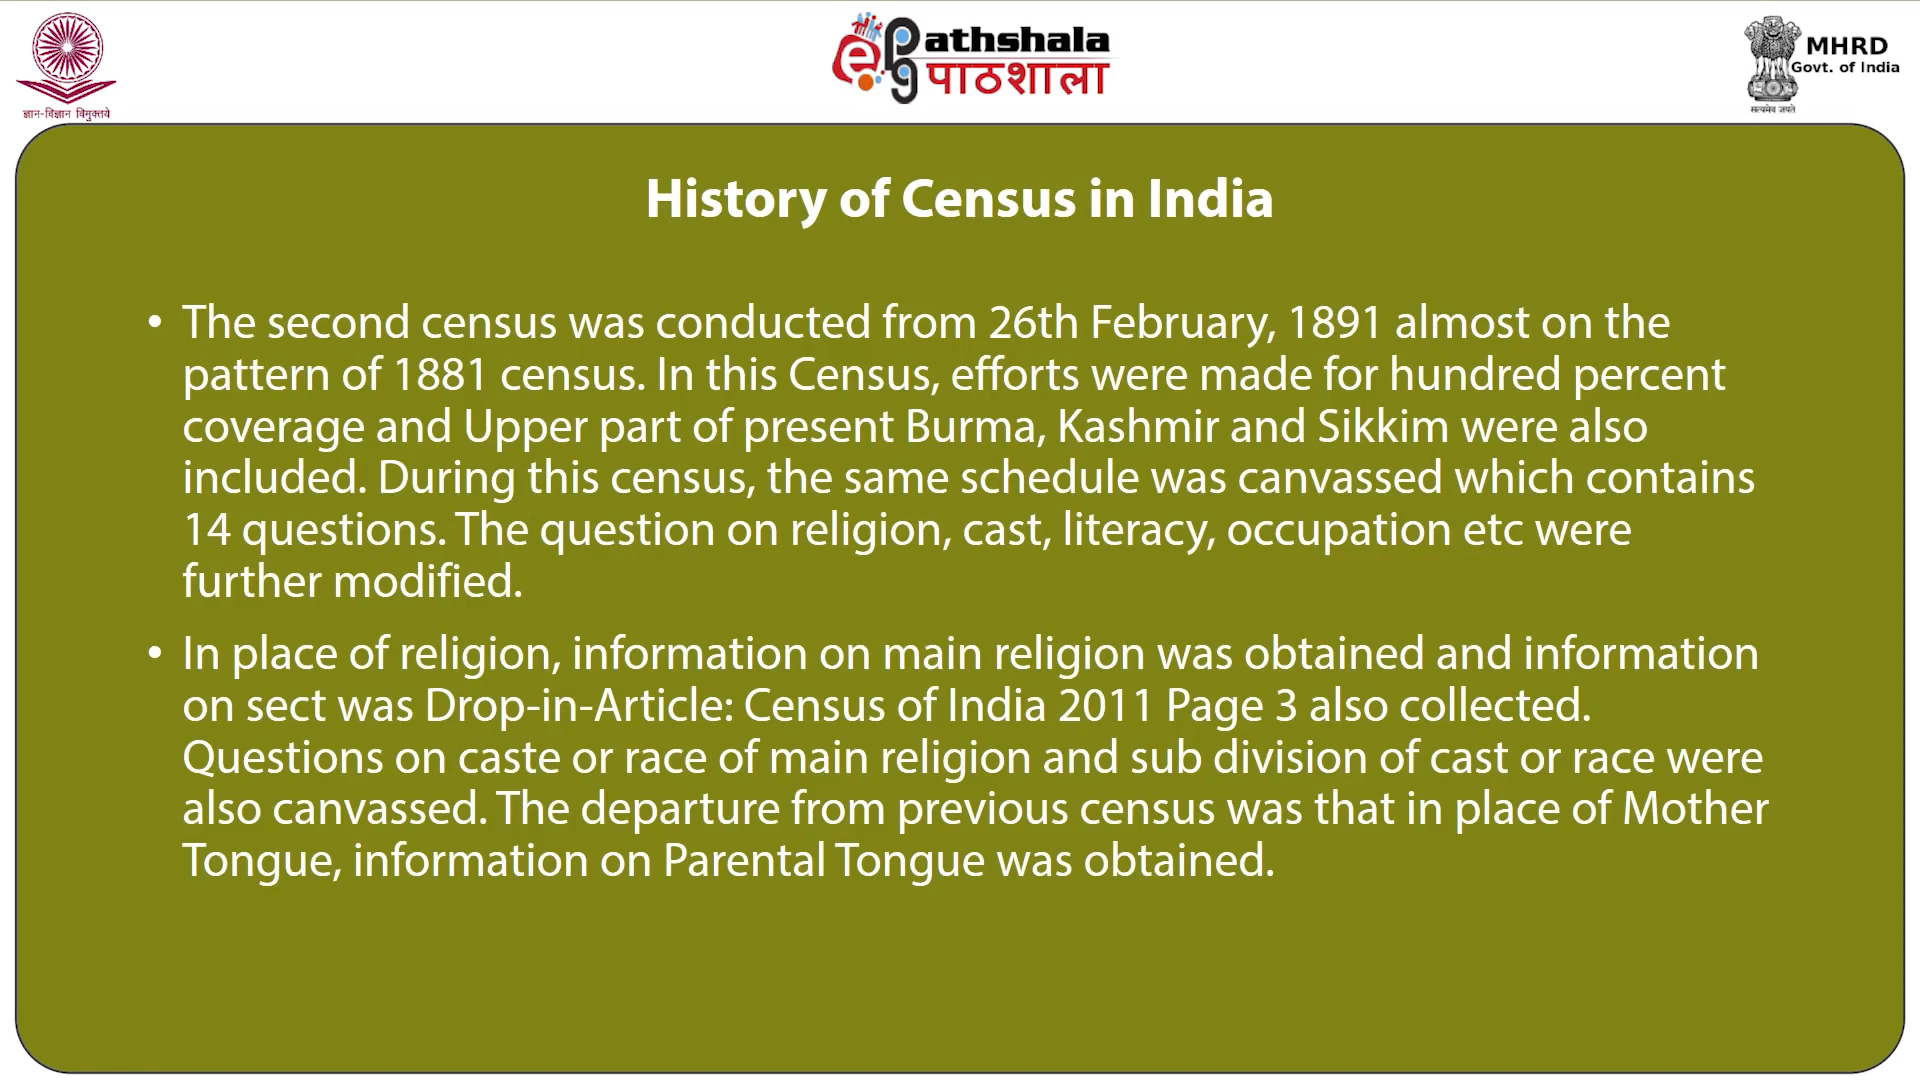 ज्ञान-विज्ञान विमुक्तये
e
pg
Pathshala
पाठशाला
MHRD
Govt. of India
सत्यमेव जयते
History of Census in India
• The second census was conducted from 26th February, 1891 almost on the
pattern of 1881 census. In this Census, efforts were made for hundred percent
coverage and Upper part of present Burma, Kashmir and Sikkim were also
included. During this census, the same schedule was canvassed which contains
14 questions. The question on religion, cast, literacy, occupation etc were
further modified.
• In place of religion, information on main religion was obtained and information
on sect was Drop-in-Article: Census of India 2011 Page 3 also collected.
Questions on caste or race of main religion and sub division of cast or race were
also canvassed. The departure from previous census was that in place of Mother
Tongue, information on Parental Tongue was obtained.